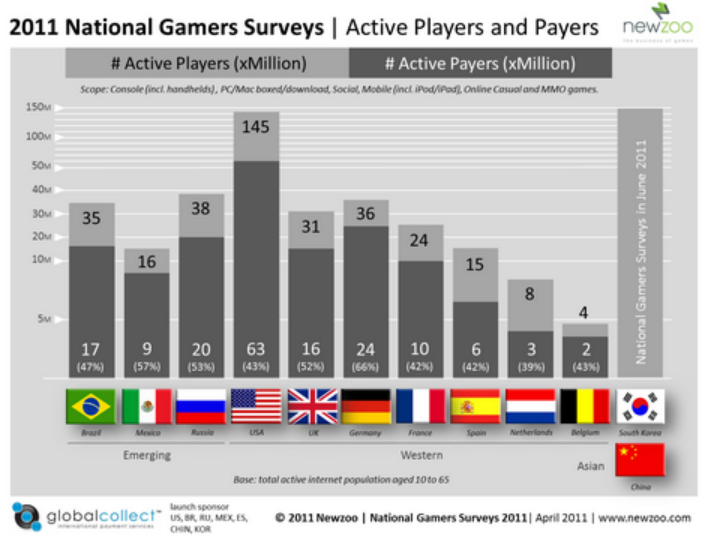 2011 National Gamers Surveys | Active Players and Payers
newzoo
the business of games
# Active Players (xMillion)
# Active Payers (xMillion)
Scope: Console (incl. handhelds), PC/Mac boxed/download, Social, Mobile (incl. iPod/iPad), Online Casual and MMO games.
150M
100M
50M
40M
30M
20M
10M
5M
35
16
38
145
31
36
24
15
8
4
17
9
20
63
16
24
10
6
3
2
(47%)
(57%)
(53%)
(43%)
(52%)
(66%)
(42%)
(42%)
(39%)
(43%)
National Gamers Surveys in June 2011
Brazil
Mexico
Russia
USA
UK
Germany
France
Spain
Netherlands
Belgium
South Korea
Emerging
Western
Asian
China
Base: total active internet population aged 10 to 65
globalcollect™
international payment services
launch sponsor
US, BR, RU, MEX, ES,
CHIN, KOR
© 2011 Newzoo | National Gamers Surveys 2011| April 2011 | www.newzoo.com